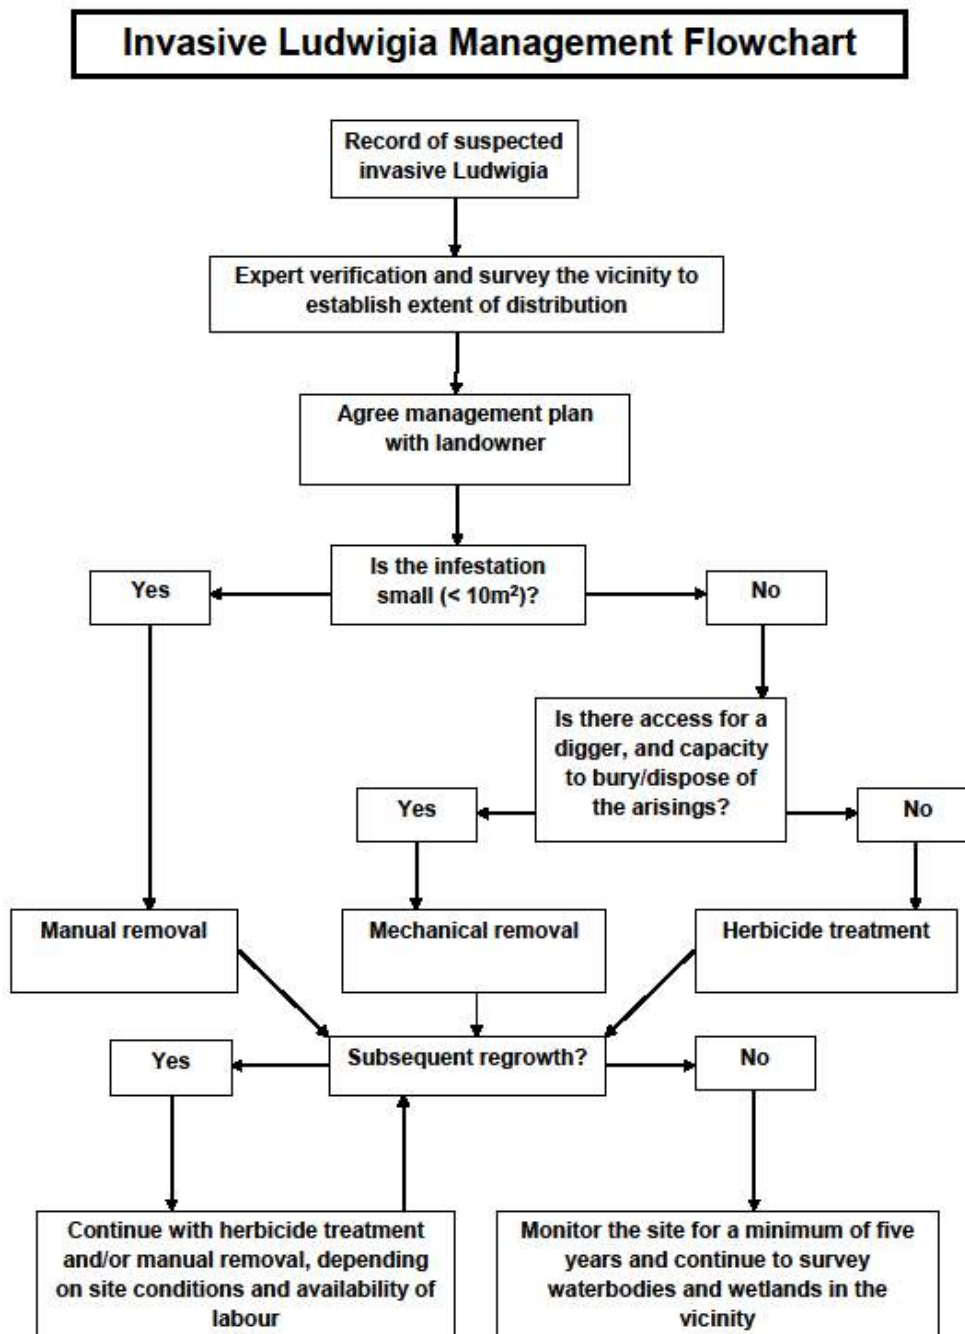 Invasive Ludwigia Management Flowchart
Record of suspected
invasive Ludwigia
Expert verification and survey the vicinity to
establish extent of distribution
Agree management plan
with landowner
Is the infestation
small (< 10m²)?
Yes
No
Is there access for a
digger, and capacity
to bury/dispose of
the arisings?
Yes
No
Manual removal
Mechanical removal
Herbicide treatment
Subsequent regrowth?
Yes
No
Continue with herbicide treatment
and/or manual removal, depending
on site conditions and availability of
labour
Monitor the site for a minimum of five
years and continue to survey
waterbodies and wetlands in the
vicinity